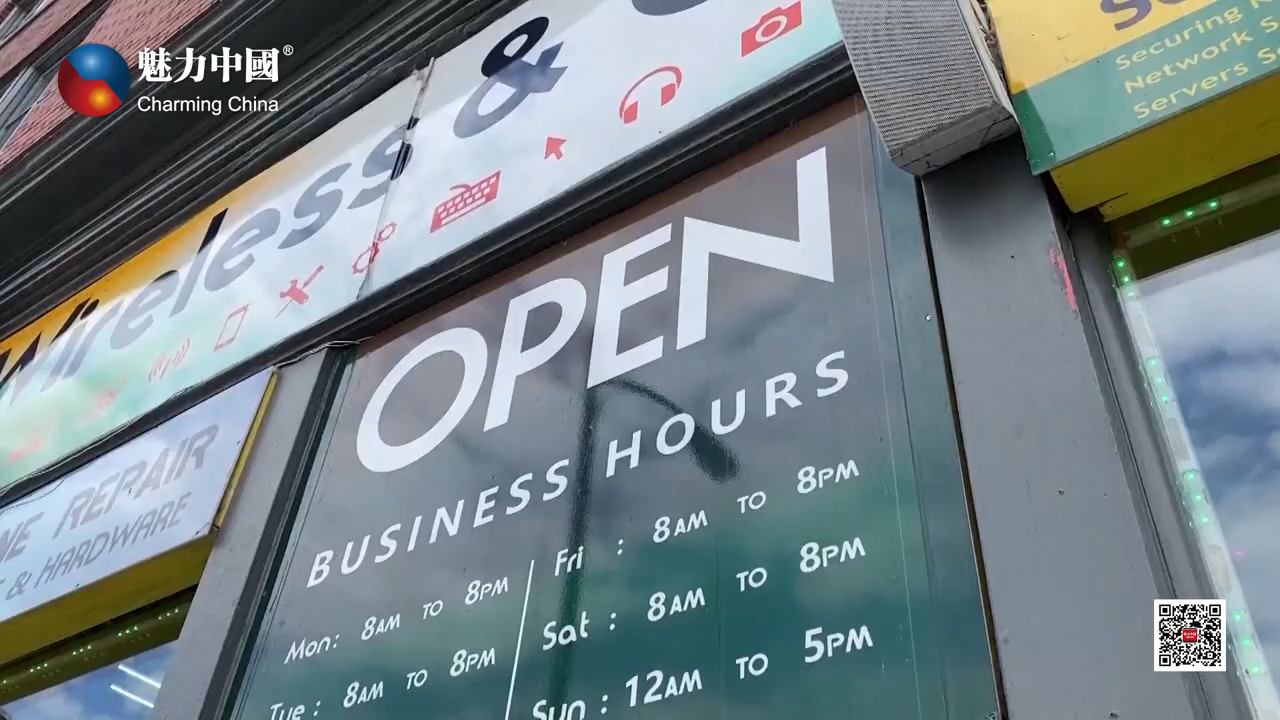 魅力中國®
Charming China
Wireless &
Securing
Network
Servers
OPEN
BUSINESS HOURS
REPAIR
& HARDWARE
Mon: 8AM TO 8PM
Tue: 8AM TO 8PM
Fri : 8AM TO 8PM
Sat : 8AM TO 8PM
Sun : 12AM TO 5PM